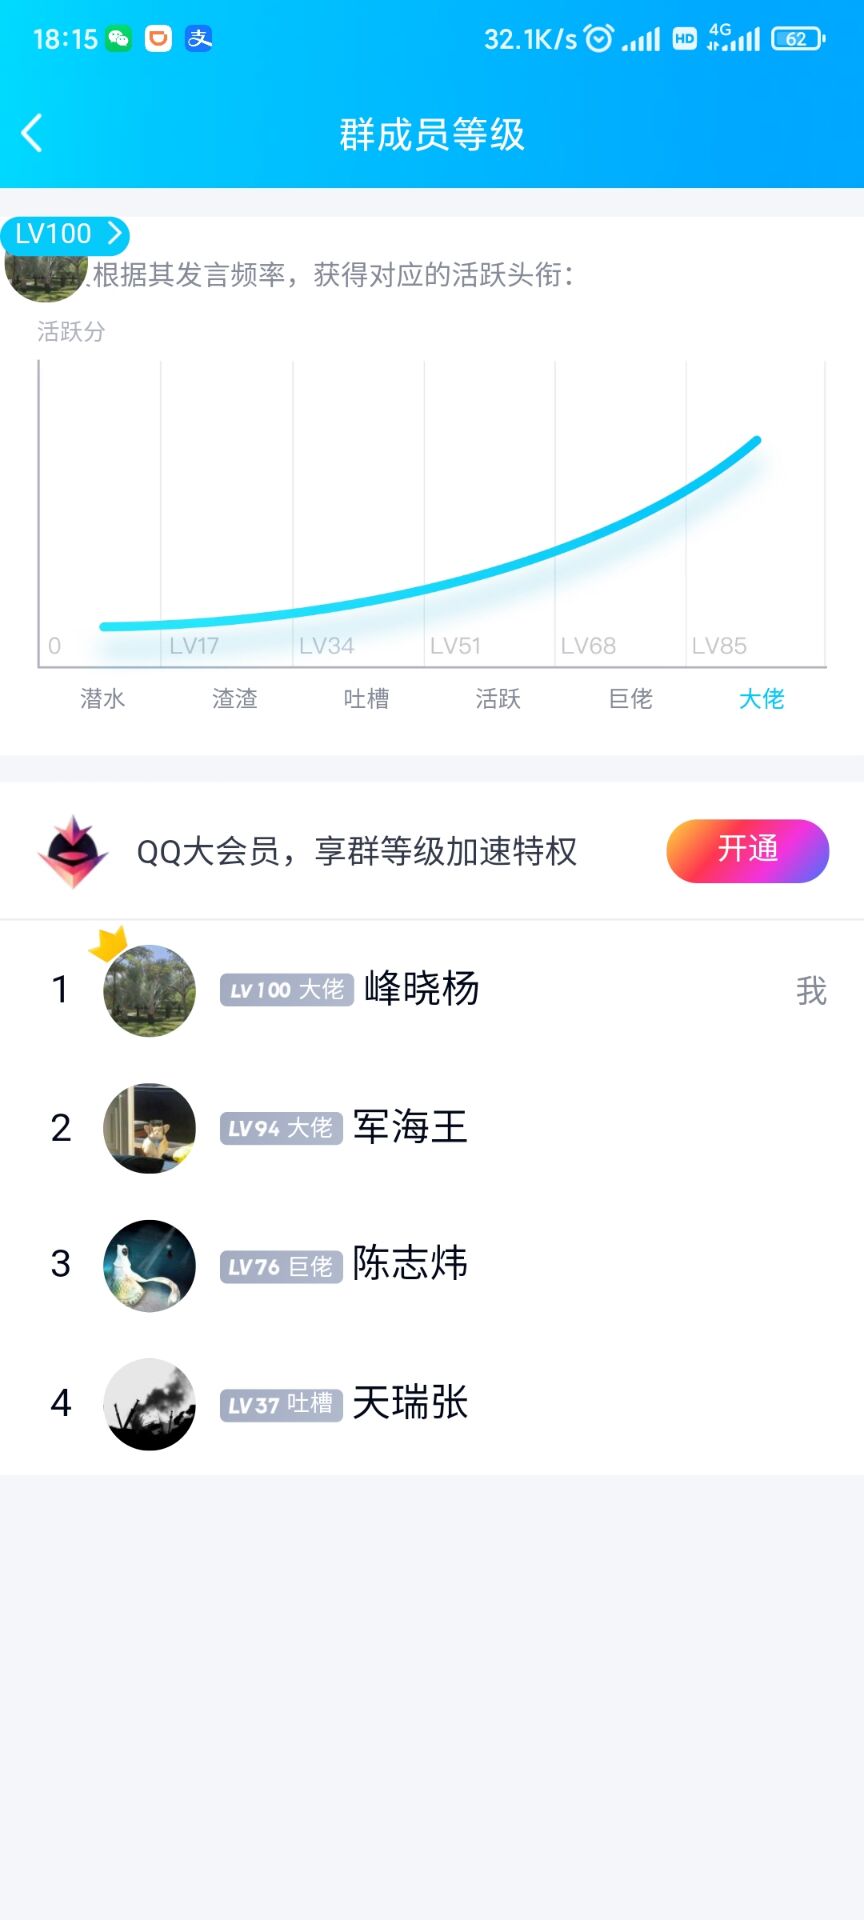 18:15 支 32.1K/s HD 4G 62
群成员等级
LV100
根据其发言频率，获得对应的活跃头衔：
活跃分
0 LV17 LV34 LV51 LV68 LV85
潜水 渣渣 吐槽 活跃 巨佬 大佬
QQ大会员，享群等级加速特权 开通
1 LV100 大佬 峰晓杨 我
2 LV94 大佬 军海王
3 LV76 巨佬 陈志炜
4 LV37 吐槽 天瑞张